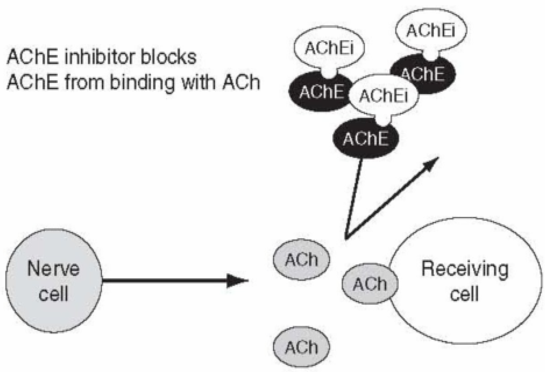 AChE inhibitor blocks
AChE from binding with ACh
AChEi
AChEi
AChE
AChE
AChEi
AChE
Nerve
cell
ACh
ACh
ACh
Receiving
cell